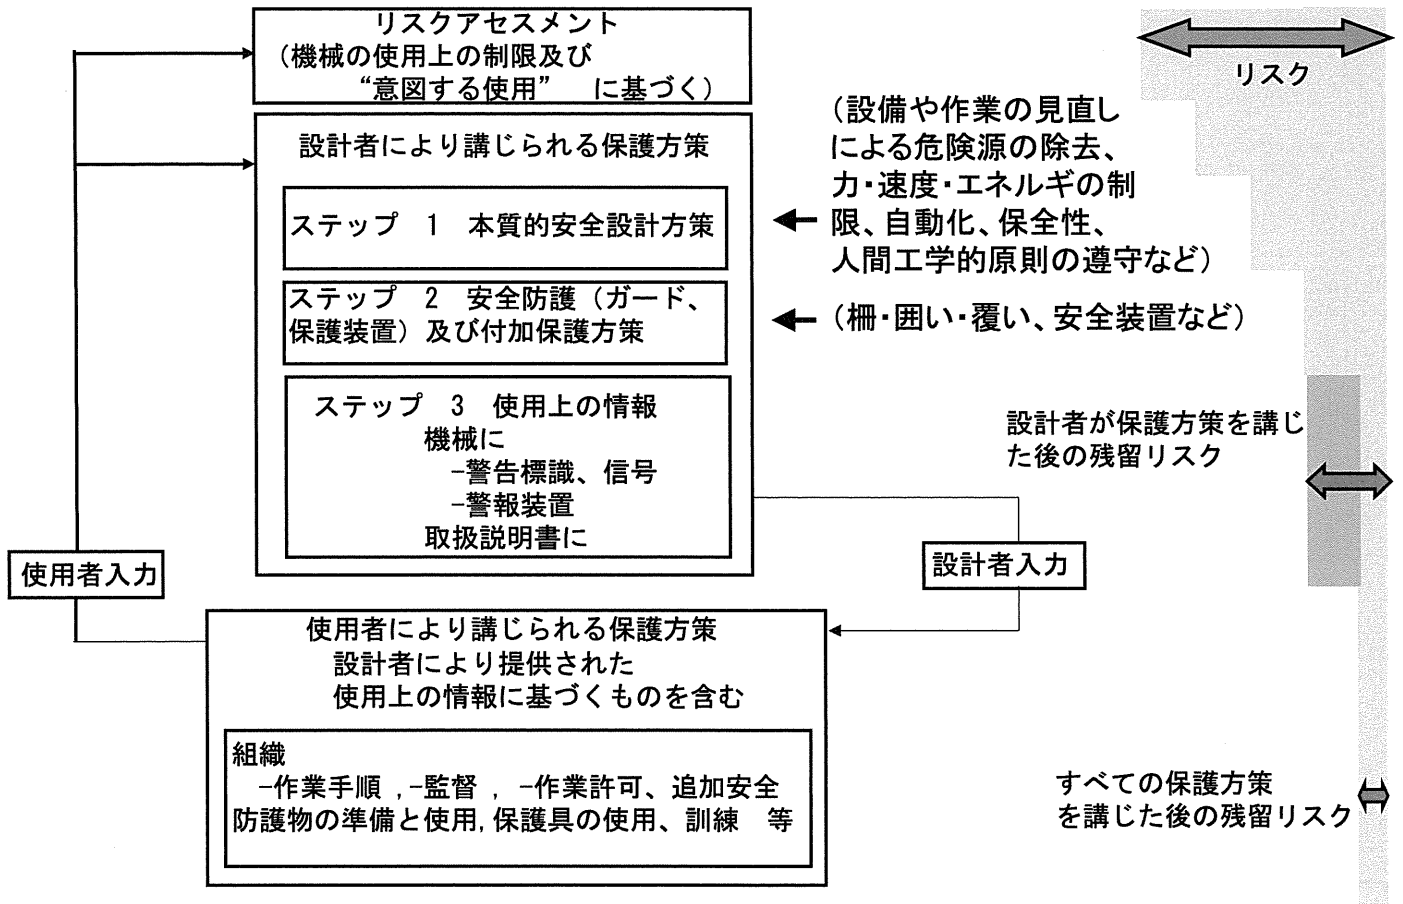 リスクアセスメント
(機械の使用上の制限及び
“意図する使用” に基づく)
リスク
設計者により講じられる保護方策
ステップ 1 本質的安全設計方策
(設備や作業の見直し
による危険源の除去、
力・速度・エネルギの制
限、自動化、保全性、
人間工学的原則の遵守など)
ステップ 2 安全防護(ガード、
保護装置)及び付加保護方策
(柵・囲い・覆い、安全装置など)
ステップ 3 使用上の情報
機械に
-警告標識、信号
-警報装置
取扱説明書に
設計者が保護方策を講じ
た後の残留リスク
使用者入力
設計者入力
使用者により講じられる保護方策
設計者により提供された
使用上の情報に基づくものを含む
組織
-作業手順 ,-監督 , -作業許可、追加安全
防護物の準備と使用,保護具の使用、訓練 等
すべての保護方策
を講じた後の残留リスク